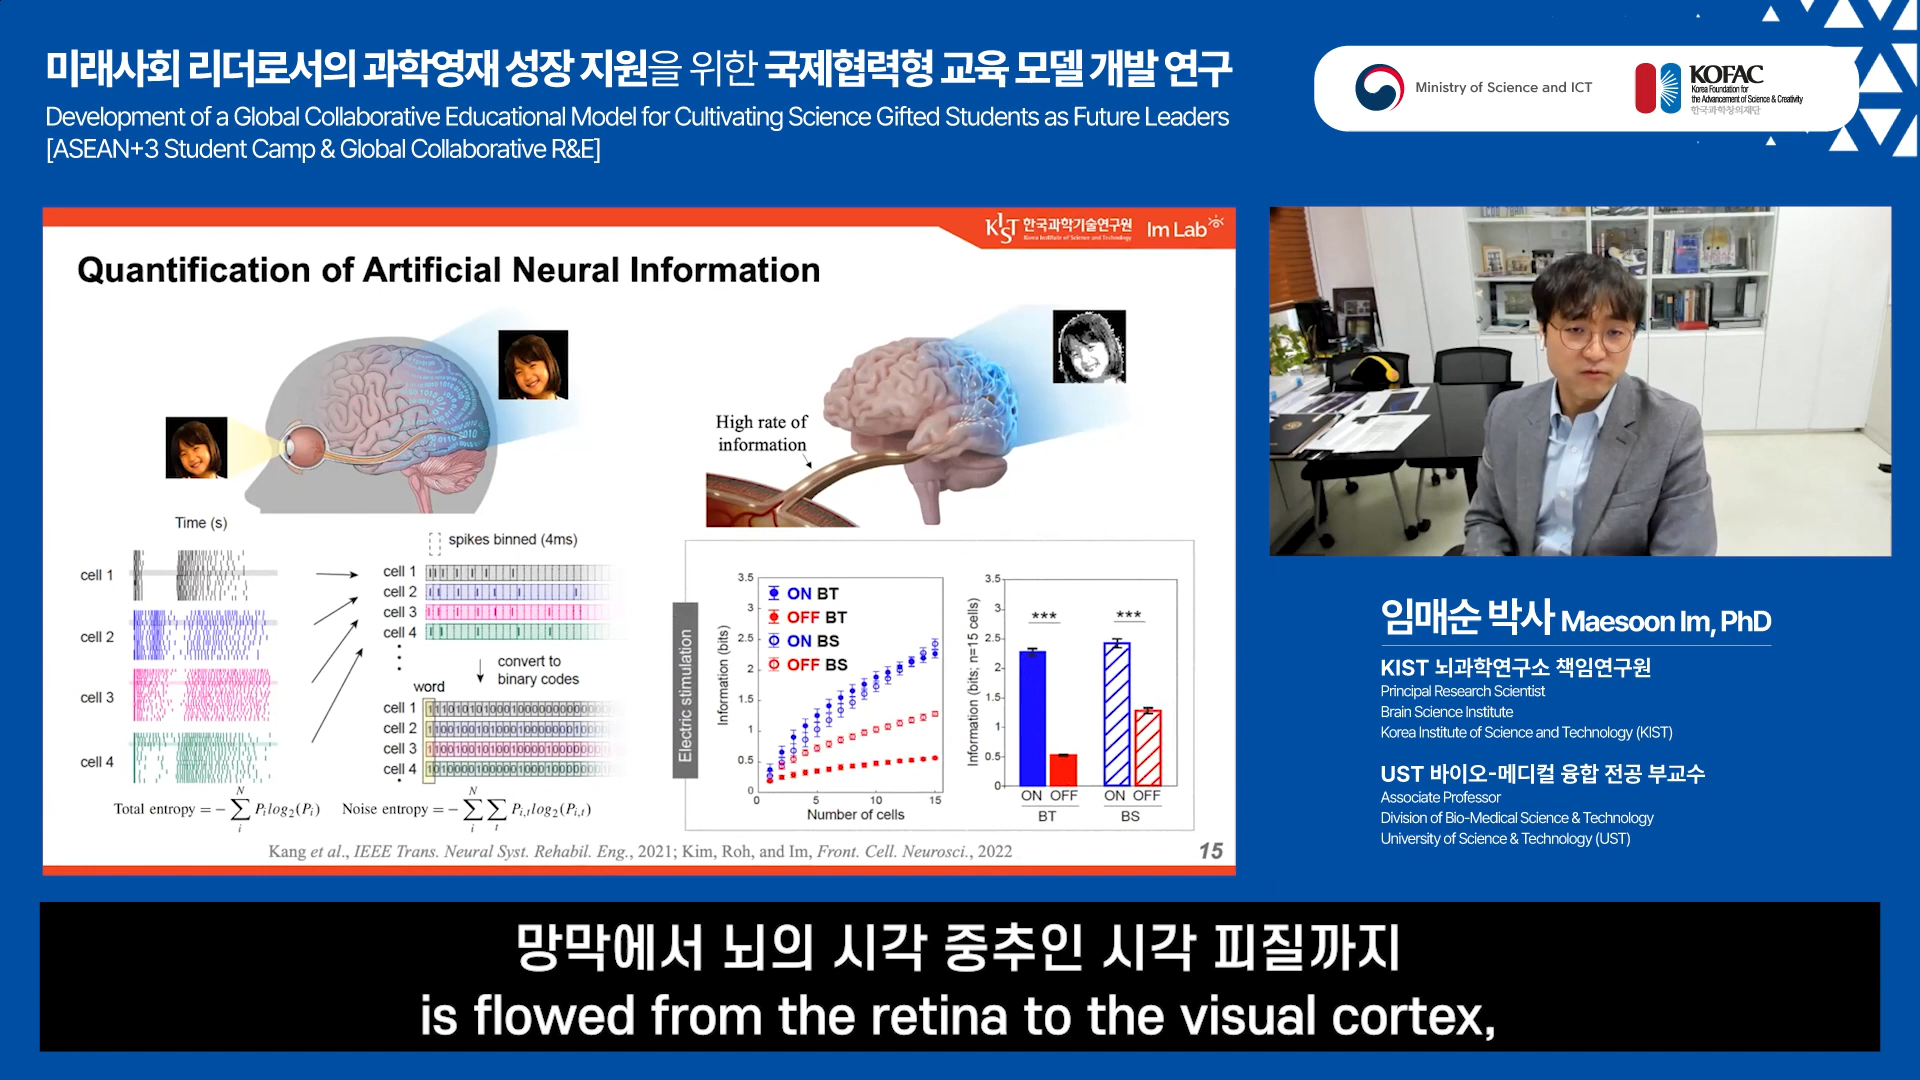 미래사회 리더로서의 과학영재 성장 지원을 위한 국제협력형 교육 모델 개발 연구
Development of a Global Collaborative Educational Model for Cultivating Science Gifted Students as Future Leaders
[ASEAN+3 Student Camp & Global Collaborative R&E]
Ministry of Science and ICT
KOFAC
Korea Foundation for
the Advancement of Science & Creativity
한국과학창의재단
KIST 한국과학기술연구원
Korea Institute of Science and Technology
Im Lab
Quantification of Artificial Neural Information
High rate of
information
Time (s)
cell 1
cell 2
cell 3
cell 4
spikes binned (4ms)
cell 1
cell 2
cell 3
cell 4
convert to
binary codes
word
cell 1
cell 2
cell 3
cell 4
Total entropy = − ∑ N i P_i log₂(P_i)
Noise entropy = − ∑ N i ∑ t P_i,t log₂(P_i,t)
Electric stimulation
Information (bits)
3.5
3
2.5
2
1.5
1
0.5
0
ON BT
OFF BT
ON BS
OFF BS
0 5 10 15
Number of cells
Information (bits; n=15 cells)
3.5
3
2.5
2
1.5
1
0.5
0
*** ***
ON OFF ON OFF
BT BS
Kang et al., IEEE Trans. Neural Syst. Rehabil. Eng., 2021; Kim, Roh, and Im, Front. Cell. Neurosci., 2022
15
임매순 박사 Maesoon Im, PhD
KIST 뇌과학연구소 책임연구원
Principal Research Scientist
Brain Science Institute
Korea Institute of Science and Technology (KIST)
UST 바이오-메디컬 융합 전공 부교수
Associate Professor
Division of Bio-Medical Science & Technology
University of Science & Technology (UST)
망막에서 뇌의 시각 중추인 시각 피질까지
is flowed from the retina to the visual cortex,